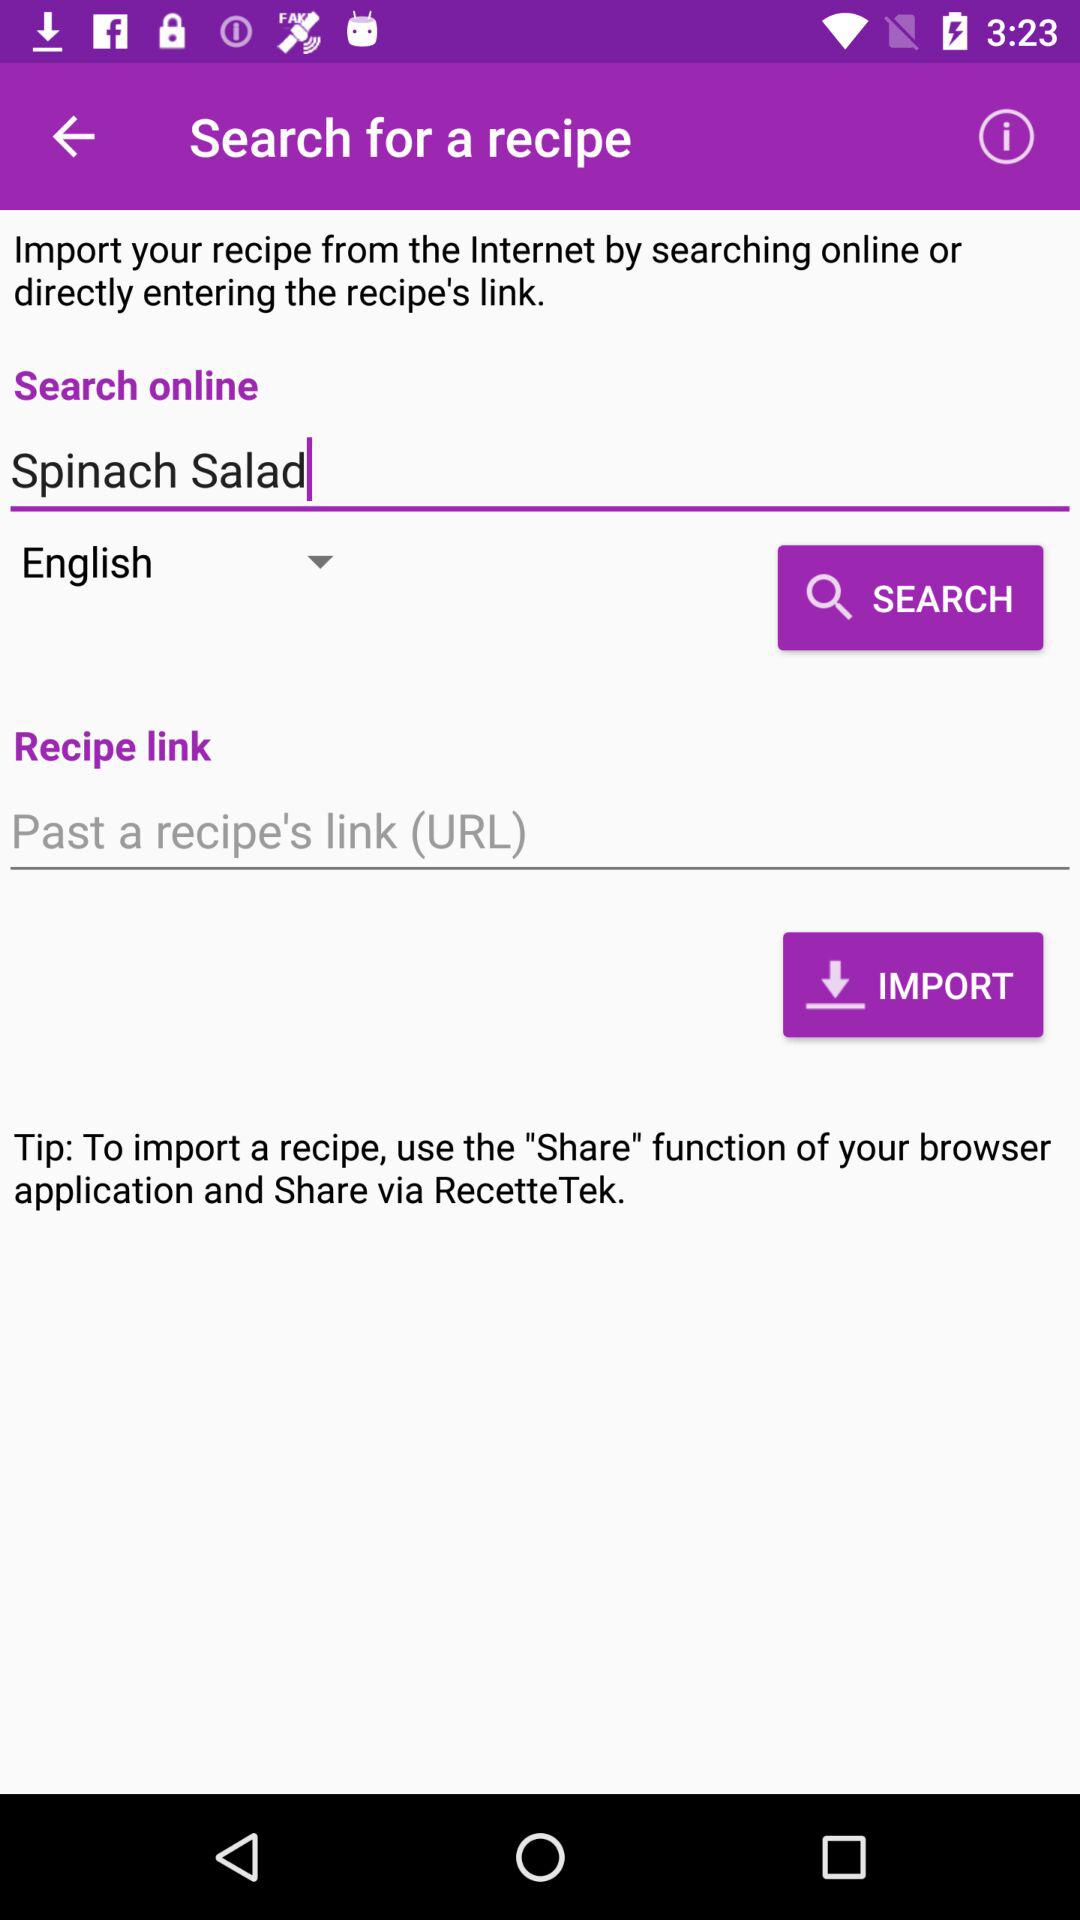 FAKE
3:23
Search for a recipe
Import your recipe from the Internet by searching online or
directly entering the recipe's link.
Search online
Spinach Salad
English
SEARCH
Recipe link
Past a recipe's link (URL)
IMPORT
Tip: To import a recipe, use the "Share" function of your browser
application and Share via RecetteTek.